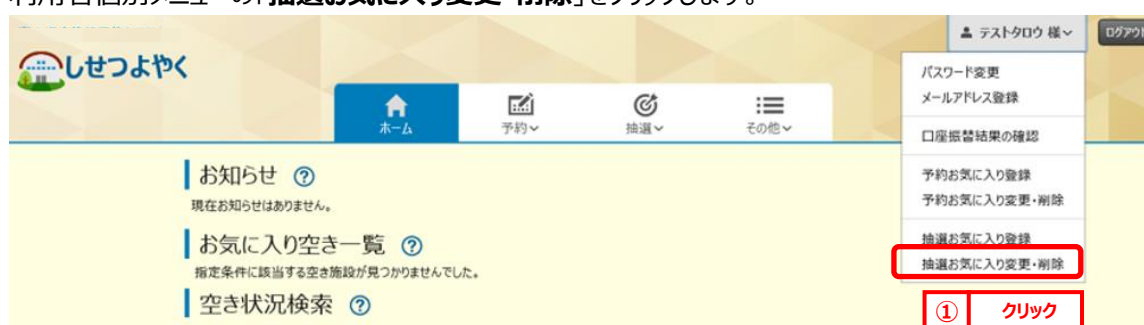 利用者個別メニューの「抽選お気に入り変更・削除」をクリックします。
テストタロウ 様
ログアウト
しせつよやく
ホーム
予約
抽選
その他
パスワード変更
メールアドレス登録
口座振替結果の確認
予約お気に入り登録
予約お気に入り変更・削除
抽選お気に入り登録
抽選お気に入り変更・削除
お知らせ ?
現在お知らせはありません。
お気に入り空き一覧 ?
指定条件に該当する空き施設が見つかりませんでした。
空き状況検索 ?
① クリック